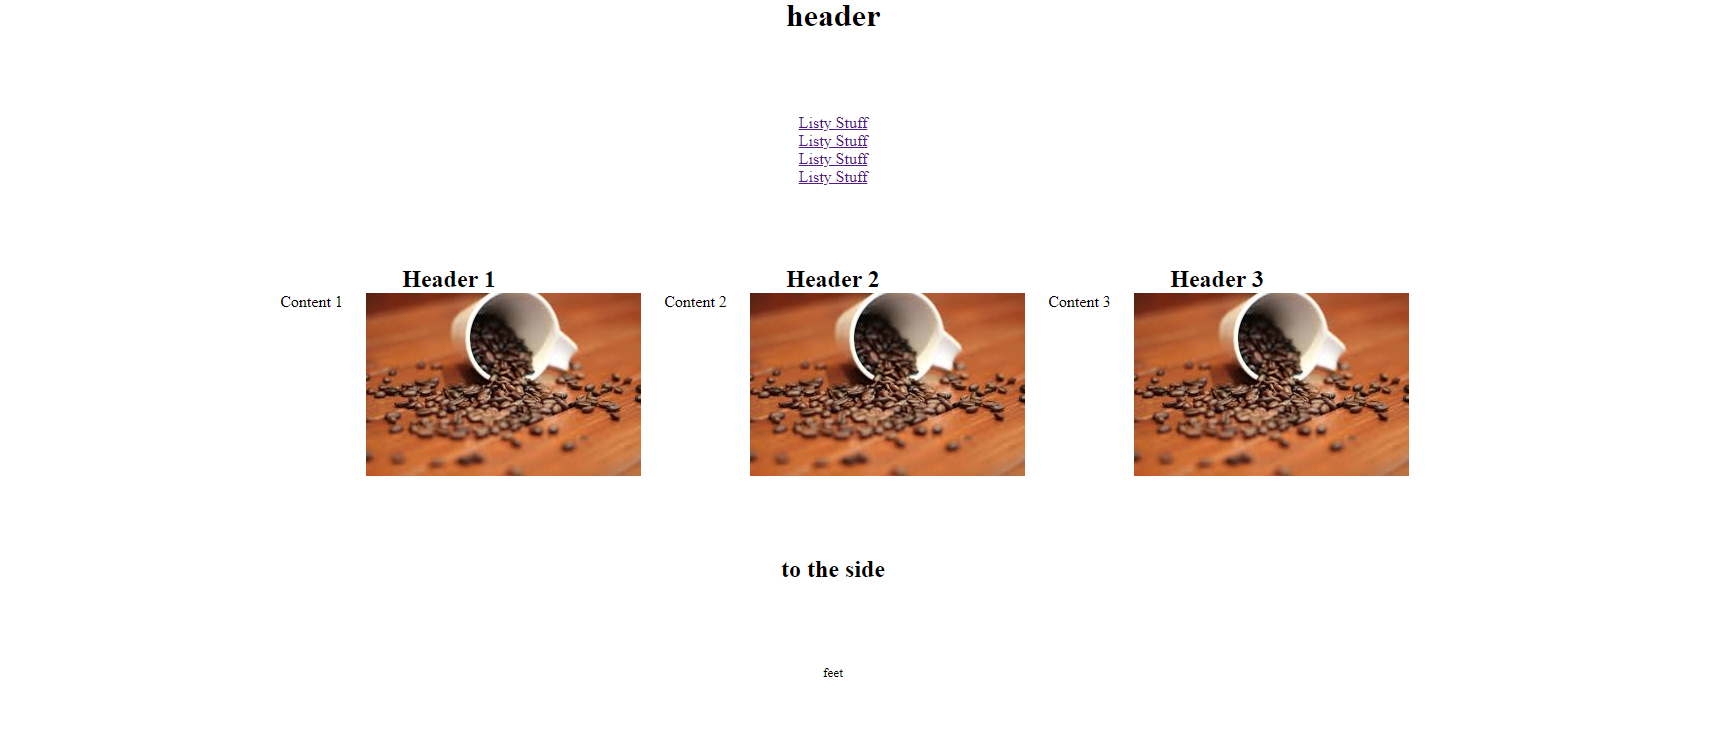 header
Listy Stuff
Listy Stuff
Listy Stuff
Listy Stuff
Header 1 Header 2 Header 3
Content 1 Content 2 Content 3
to the side
feet